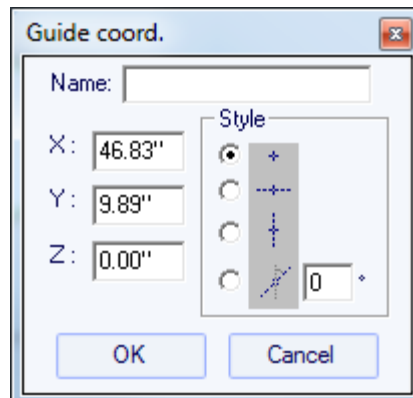 Guide coord.
Name:
Style
X: 46.83"
Y: 9.89"
Z: 0.00"
0 °
OK Cancel